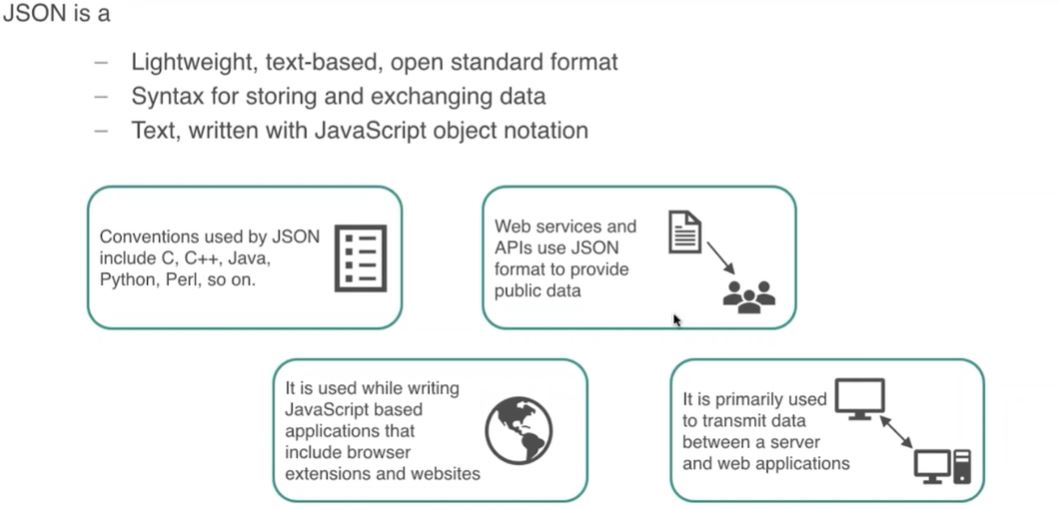 JSON is a
– Lightweight, text-based, open standard format
– Syntax for storing and exchanging data
– Text, written with JavaScript object notation
Conventions used by JSON
include C, C++, Java,
Python, Perl, so on.
Web services and
APIs use JSON
format to provide
public data
It is used while writing
JavaScript based
applications that
include browser
extensions and websites
It is primarily used
to transmit data
between a server
and web applications